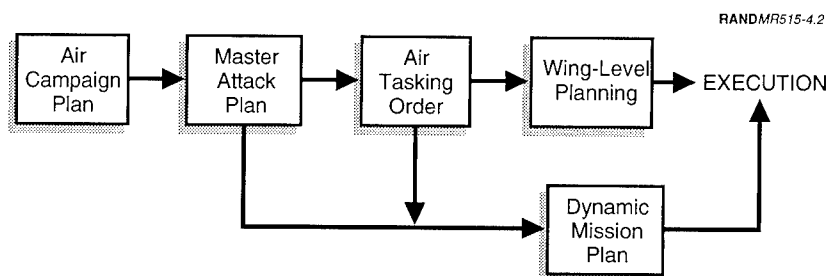 RANDMR515-4.2
Air
Campaign
Plan
Master
Attack
Plan
Air
Tasking
Order
Wing-Level
Planning
EXECUTION
Dynamic
Mission
Plan